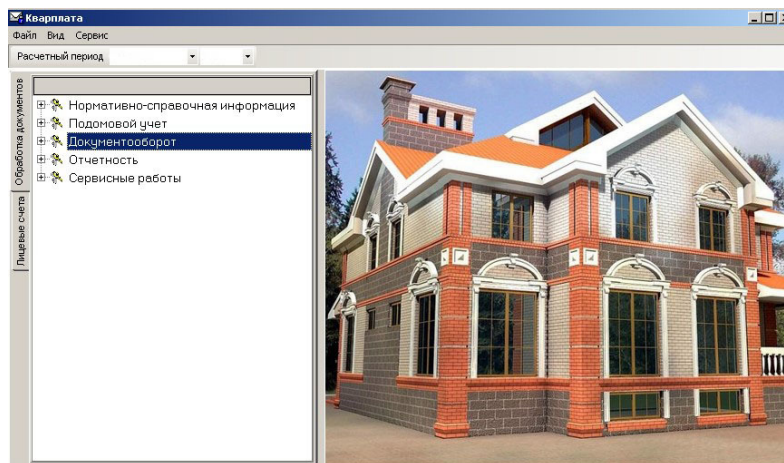 Кварплата
Файл Вид Сервис
Расчетный период
Обработка документов
Лицевые счета
Нормативно-справочная информация
Подомовой учет
Документооборот
Отчетность
Сервисные работы